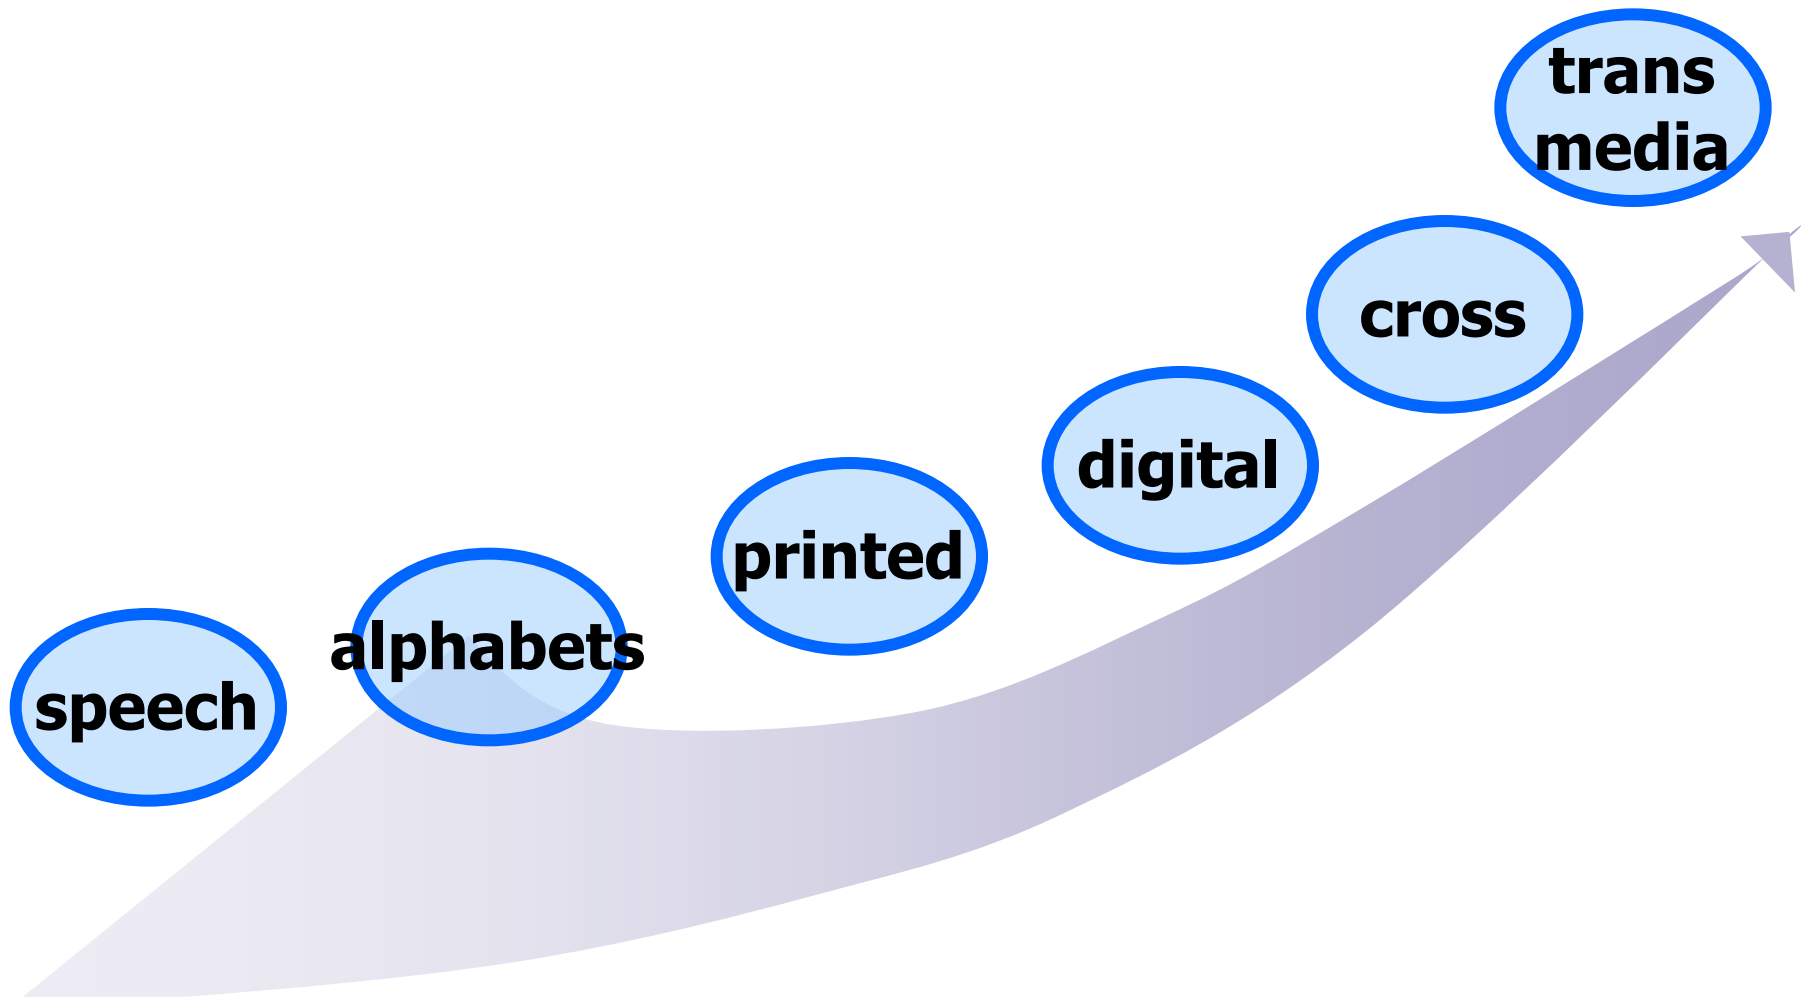 speech
alphabets
printed
digital
cross
trans
media